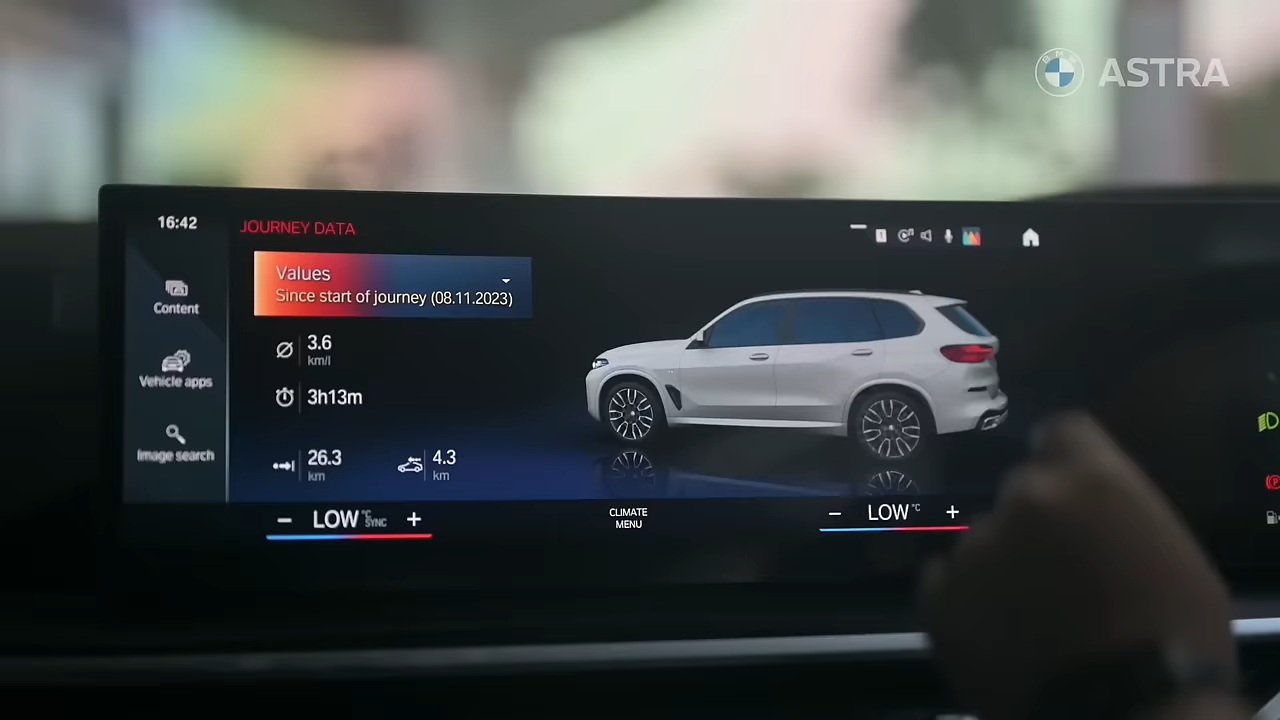 BMW
ASTRA
16:42
JOURNEY DATA
Values
Since start of journey (08.11.2023)
Content
Vehicle apps
Image search
3.6
km/l
3h13m
26.3
km
4.3
km
− LOW °C SYNC +
CLIMATE
MENU
− LOW °C +